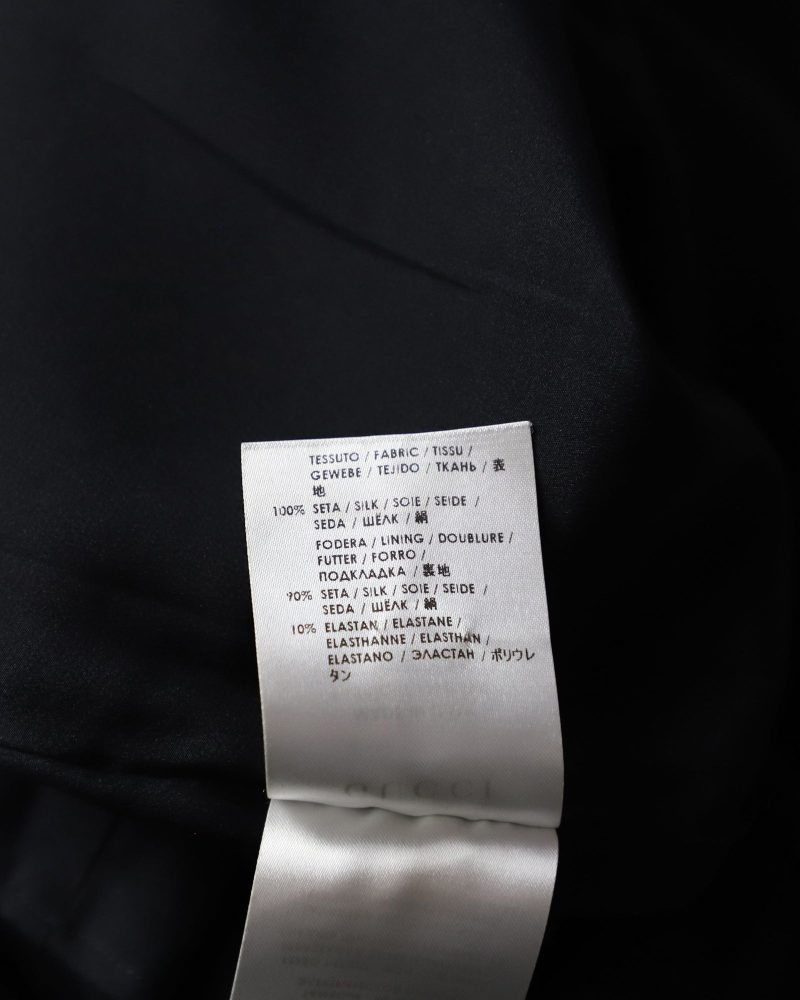 TESSUTO / FABRIC / TISSU /
GEWEBE / TEJIDO / ТКАНЬ / 表
地
100% SETA / SILK / SOIE / SEIDE /
SEDA / ШЁЛК / 絹
FODERA / LINING / DOUBLURE /
FUTTER / FORRO /
ПОДКЛАДКА / 裏地
90% SETA / SILK / SOIE / SEIDE /
SEDA / ШЁЛК / 絹
10% ELASTAN / ELASTANE /
ELASTHANNE / ELASTHAN /
ELASTANO / ЭЛАСТАН / ポリウレ
タン
GUCCI